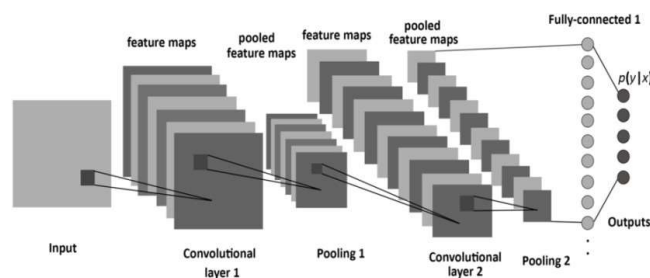 feature maps
pooled
feature maps
feature maps
pooled
feature maps
Fully-connected 1
p(y|x)
Input
Convolutional
layer 1
Pooling 1
Convolutional
layer 2
Pooling 2
Outputs